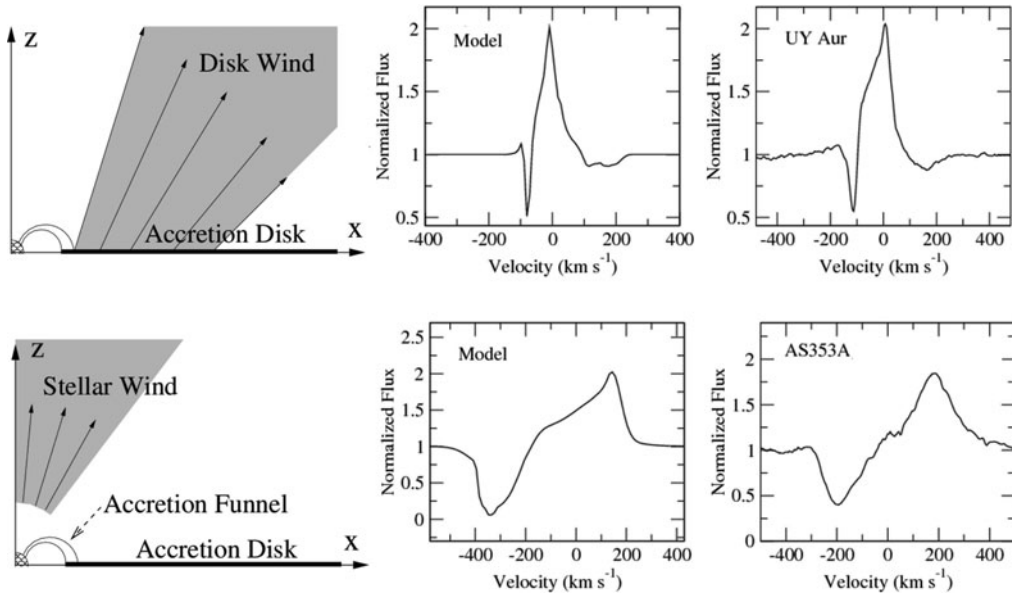 z
Disk Wind
Accretion Disk
x
Model
Normalized Flux
2
1.5
1
0.5
-400
-200
0
200
400
Velocity (km s⁻¹)
UY Aur
Normalized Flux
2
1.5
1
0.5
-400
-200
0
200
400
Velocity (km s⁻¹)
z
Stellar Wind
Accretion Funnel
Accretion Disk
x
Model
Normalized Flux
2.5
2
1.5
1
0.5
0
-400
-200
0
200
400
Velocity (km s⁻¹)
AS353A
Normalized Flux
2
1.5
1
0.5
0
-400
-200
0
200
400
Velocity (km s⁻¹)